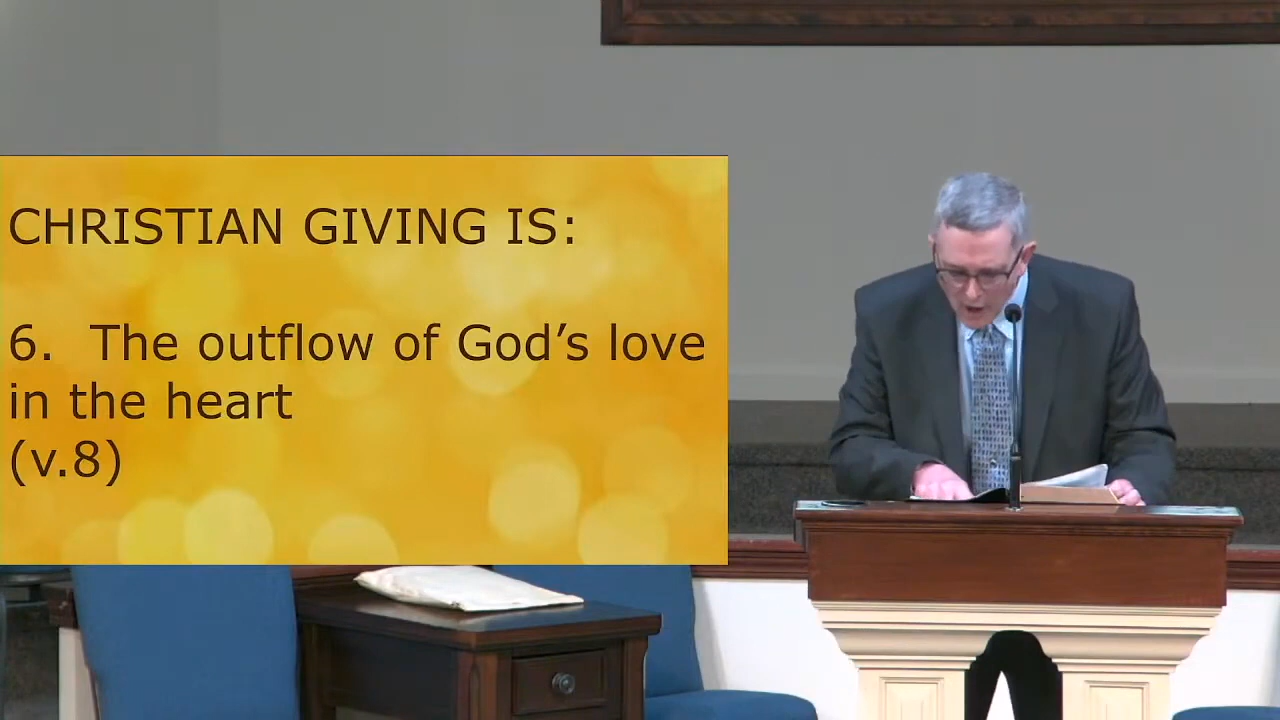 CHRISTIAN GIVING IS:
6. The outflow of God’s love
in the heart
(v.8)